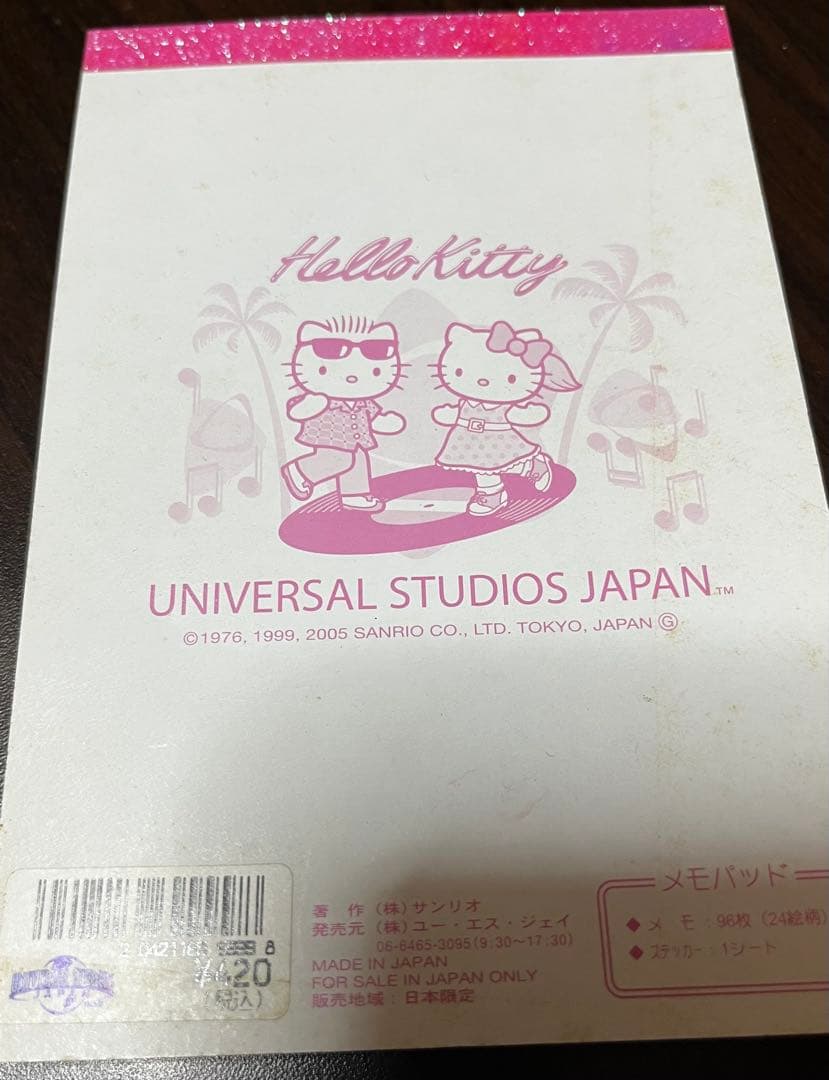 Hello Kitty
UNIVERSAL STUDIOS JAPAN™
©1976, 1999, 2005 SANRIO CO., LTD. TOKYO, JAPAN Ⓖ
著 作 (株) サンリオ
発売元 (株) ユー・エス・ジェイ
06-6465-3095(9:30〜17:30)
MADE IN JAPAN
FOR SALE IN JAPAN ONLY
販売地域：日本限定
メモパッド
◆ メ モ：96枚 (24絵柄)
◆ ステッカー：1シート
¥420
(税込)